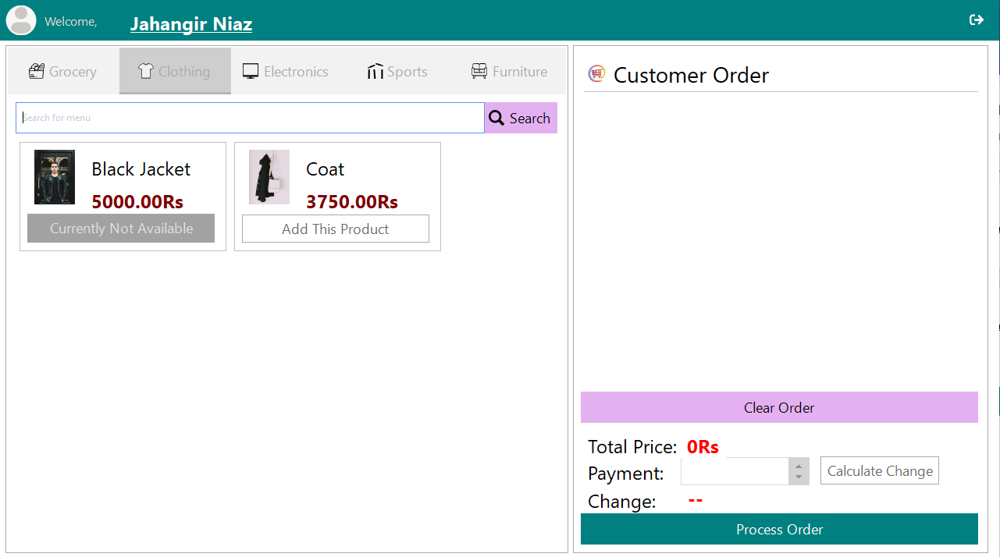 Welcome, Jahangir Niaz
Grocery Clothing Electronics Sports Furniture
Search for menu Search
Black Jacket
5000.00Rs
Currently Not Available
Coat
3750.00Rs
Add This Product
Customer Order
Clear Order
Total Price: 0Rs
Payment: Calculate Change
Change: --
Process Order